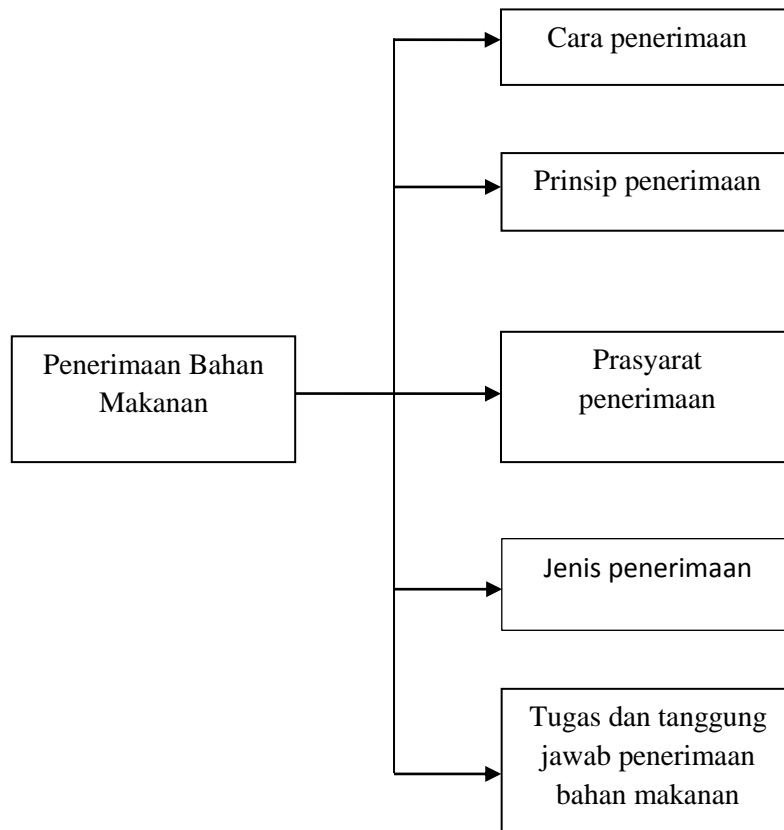 Cara penerimaan
Prinsip penerimaan
Penerimaan Bahan
Makanan
Prasyarat
penerimaan
Jenis penerimaan
Tugas dan tanggung
jawab penerimaan
bahan makanan